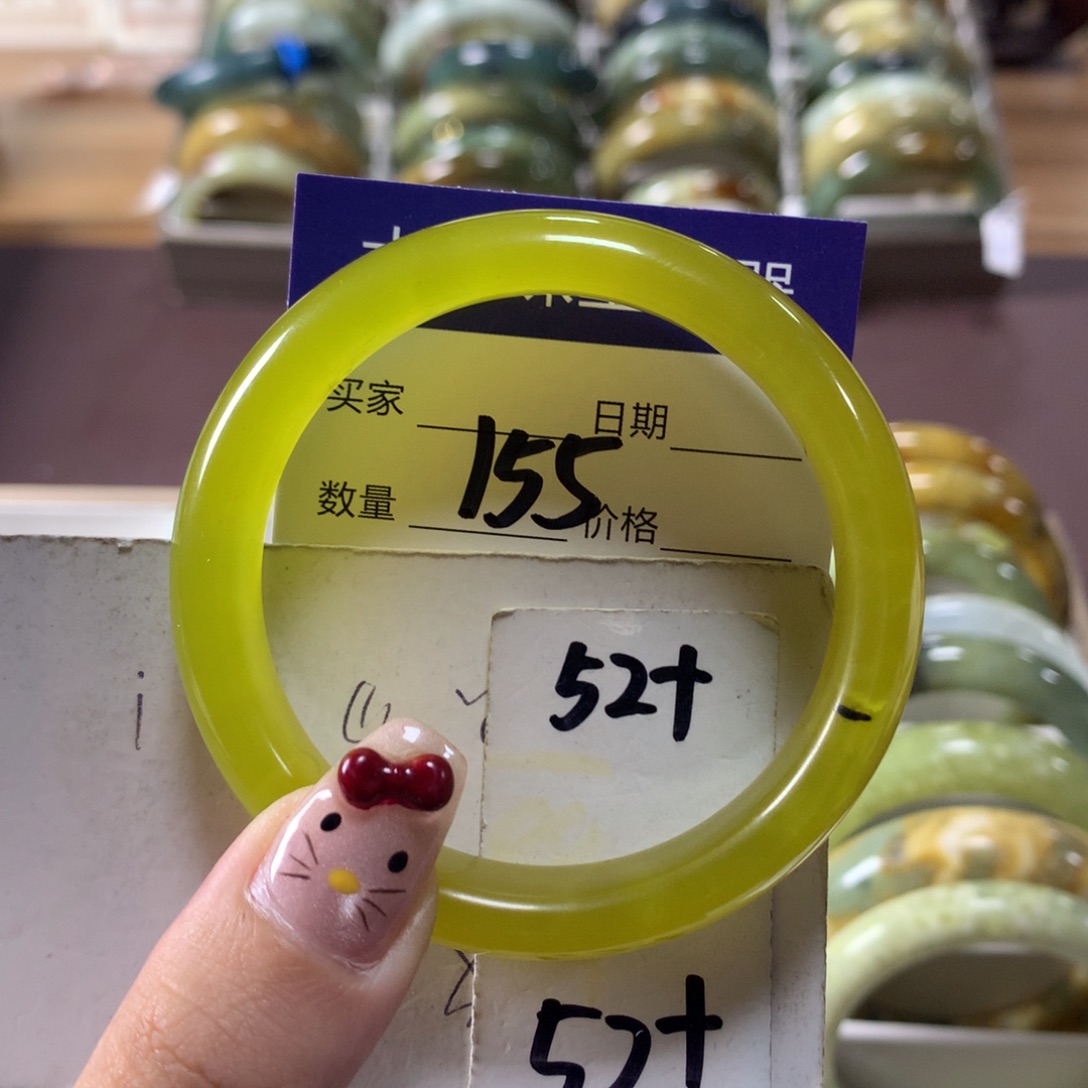 买家 日期
155
数量 价格
52+
52+